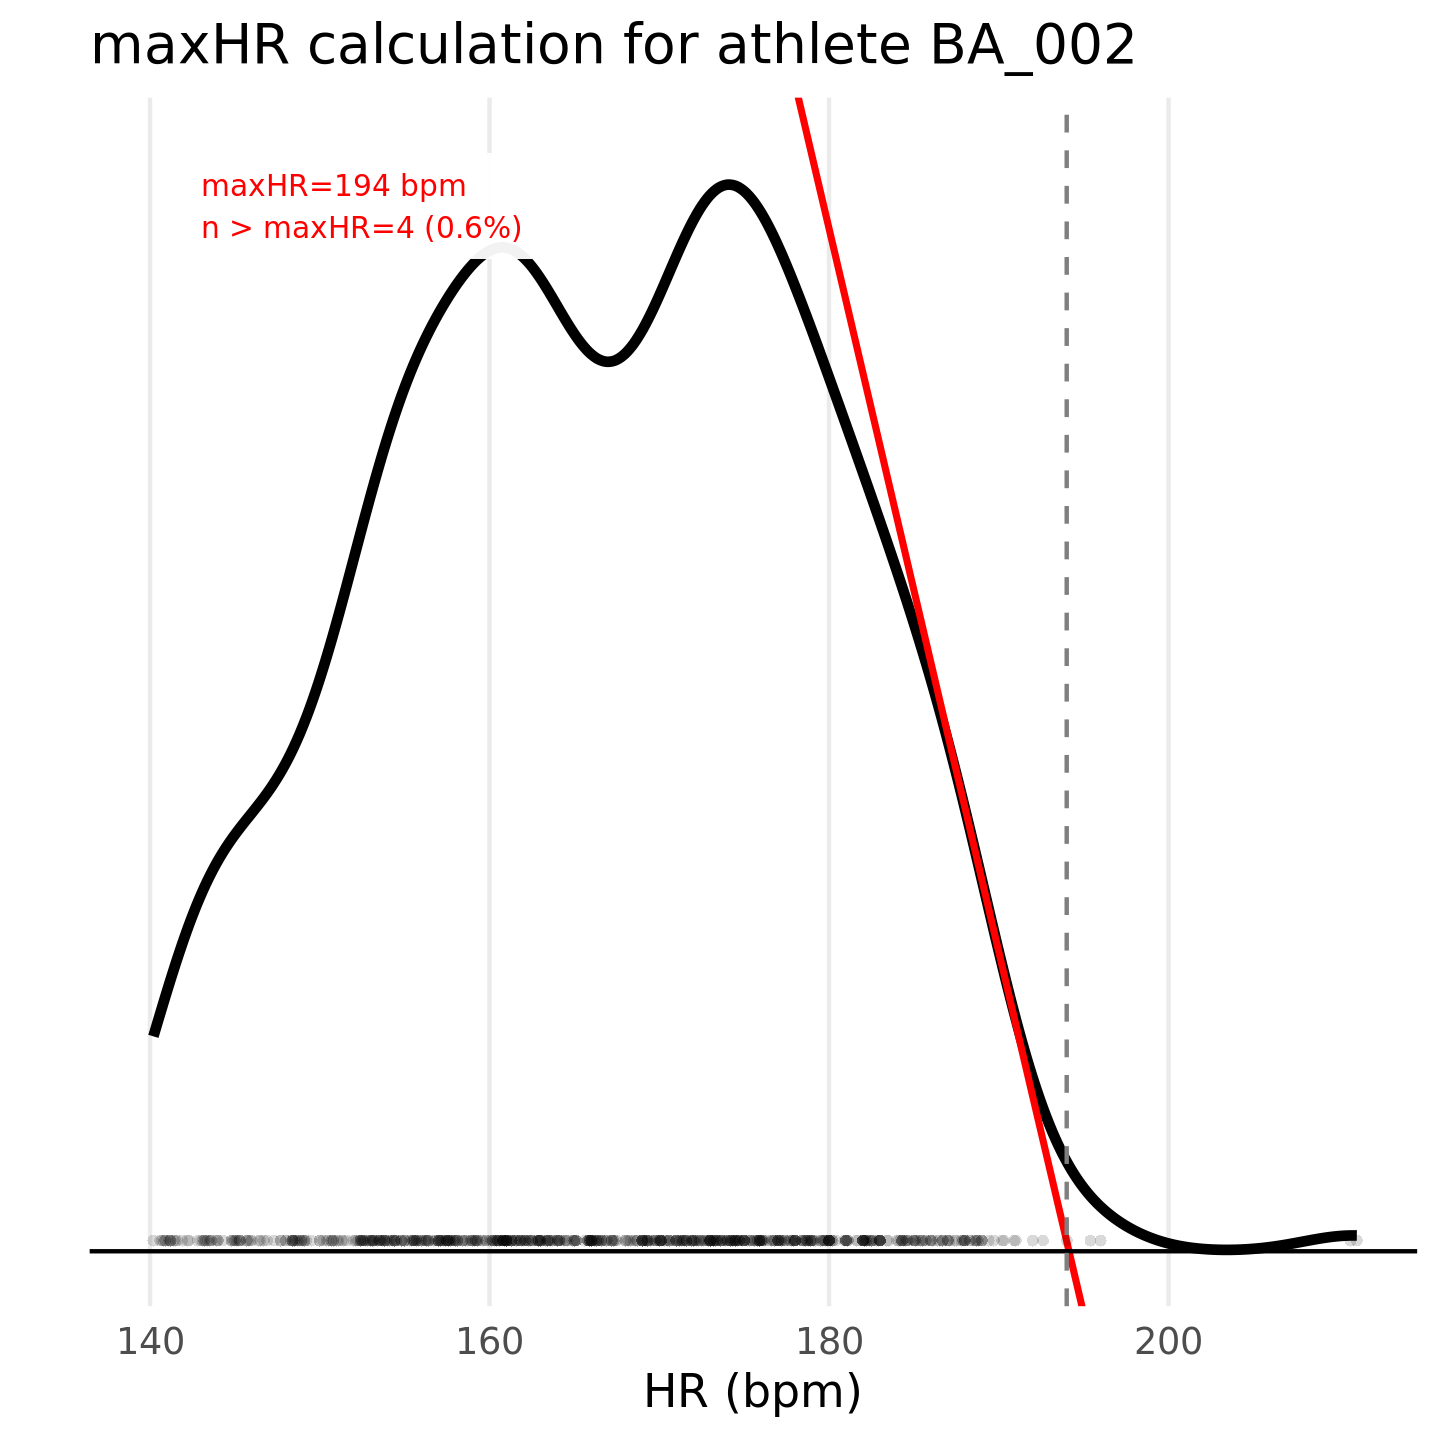 maxHR calculation for athlete BA_002
maxHR=194 bpm
n > maxHR=4 (0.6%)
140 160 180 200
HR (bpm)